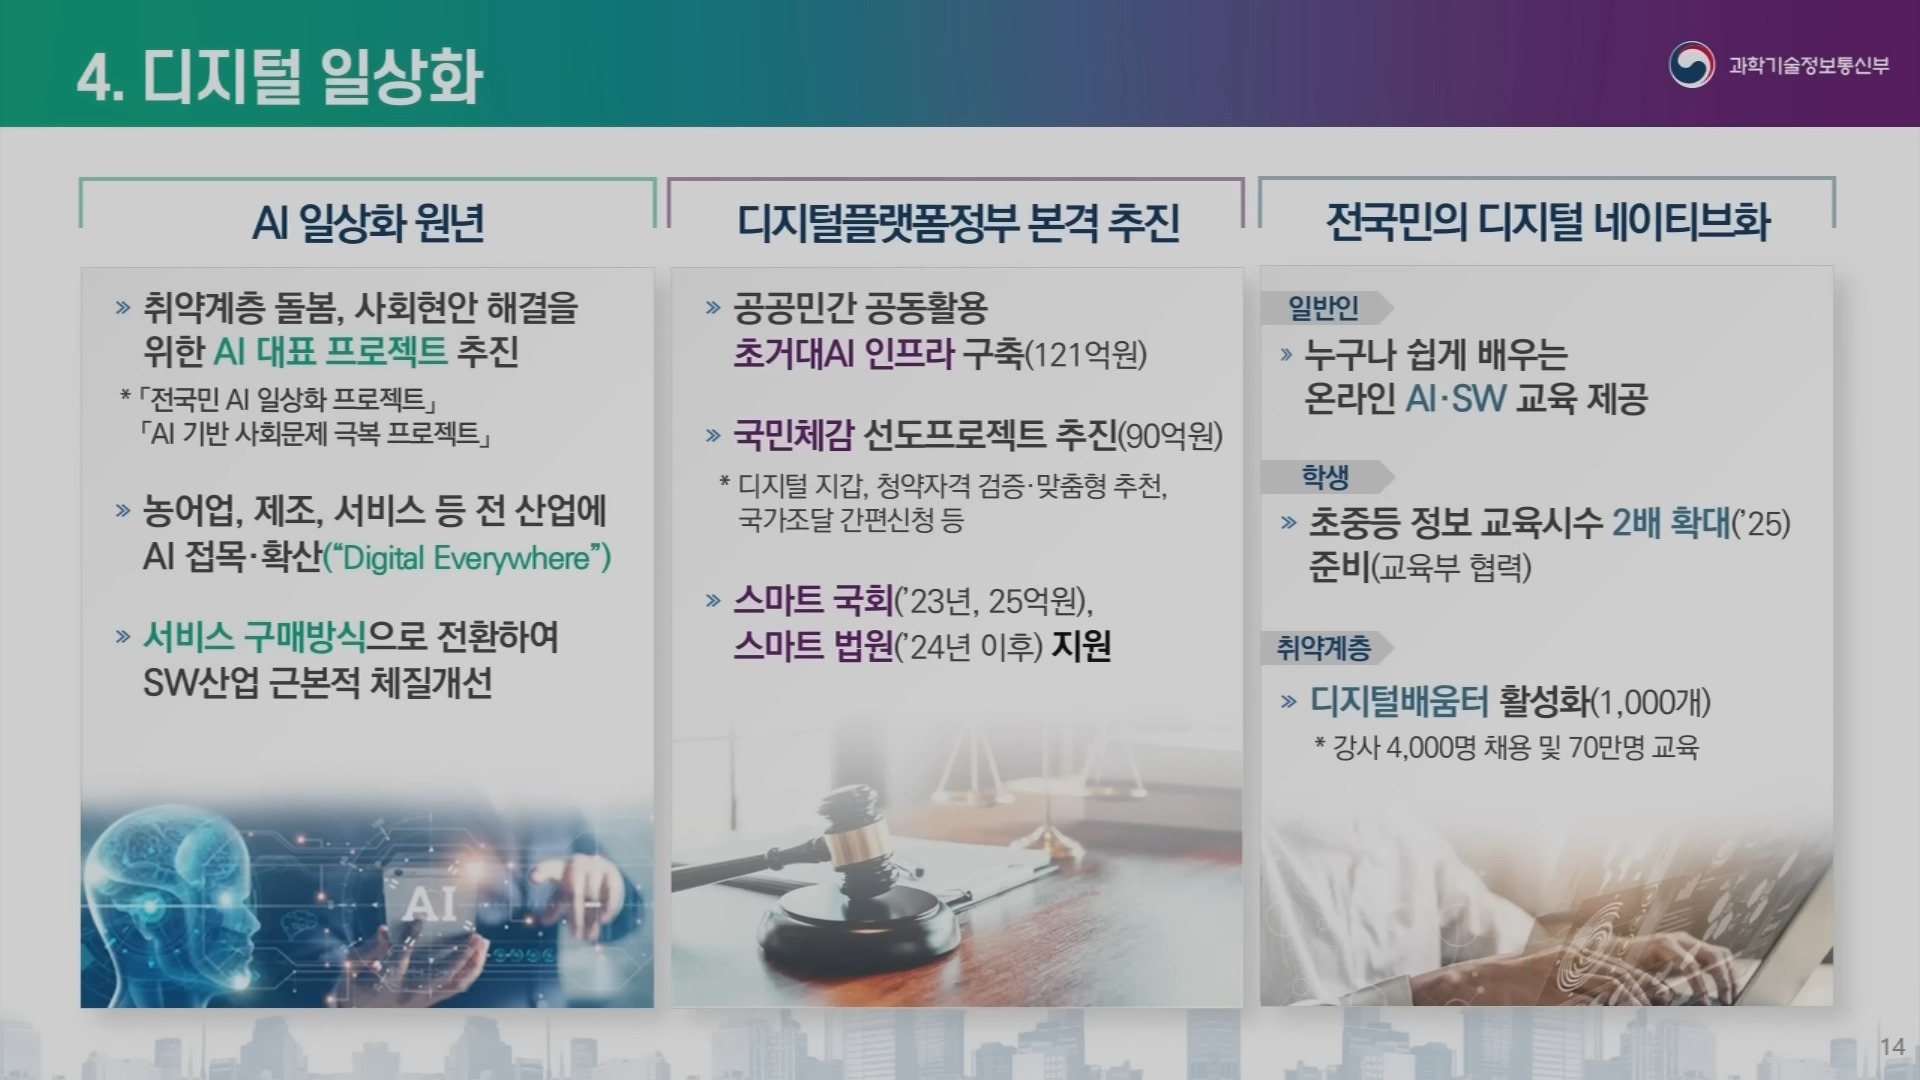 4. 디지털 일상화
과학기술정보통신부
AI 일상화 원년
» 취약계층 돌봄, 사회현안 해결을
위한 AI 대표 프로젝트 추진
* 「전국민 AI 일상화 프로젝트」
「AI 기반 사회문제 극복 프로젝트」
» 농어업, 제조, 서비스 등 전 산업에
AI 접목·확산(“Digital Everywhere”)
» 서비스 구매방식으로 전환하여
SW산업 근본적 체질개선
AI
디지털플랫폼정부 본격 추진
» 공공민간 공동활용
초거대AI 인프라 구축(121억원)
» 국민체감 선도프로젝트 추진(90억원)
* 디지털 지갑, 청약자격 검증·맞춤형 추천,
국가조달 간편신청 등
» 스마트 국회(’23년, 25억원),
스마트 법원(’24년 이후) 지원
전국민의 디지털 네이티브화
일반인
» 누구나 쉽게 배우는
온라인 AI·SW 교육 제공
학생
» 초중등 정보 교육시수 2배 확대(’25)
준비(교육부 협력)
취약계층
» 디지털배움터 활성화(1,000개)
* 강사 4,000명 채용 및 70만명 교육
14